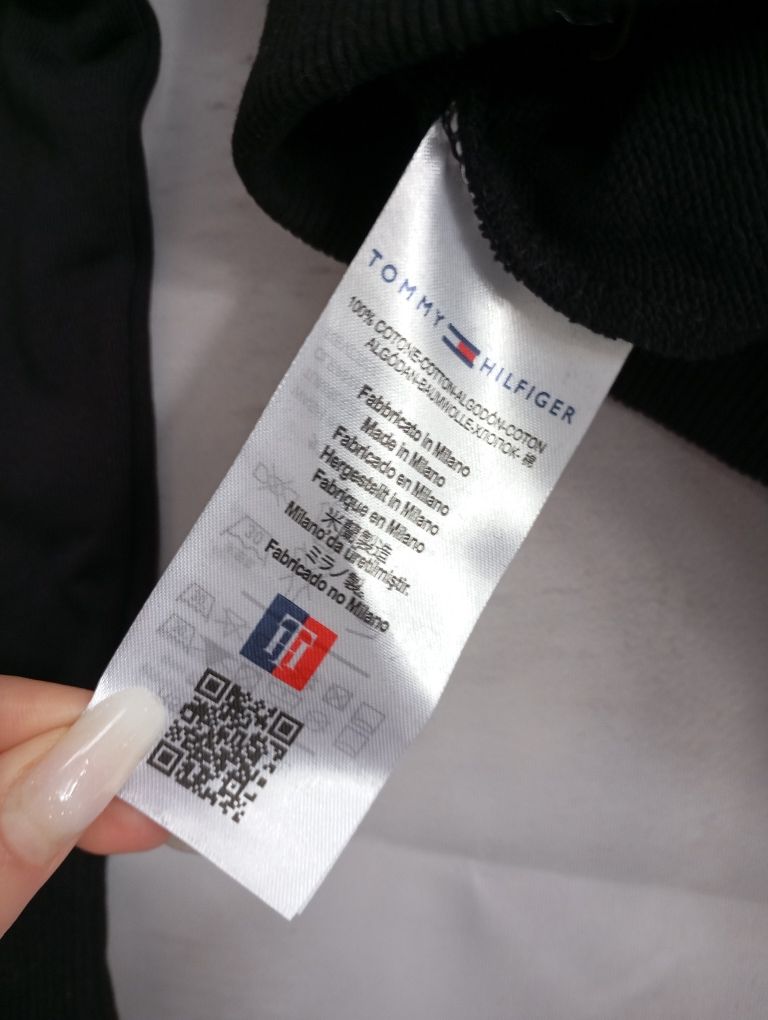 TOMMY HILFIGER
100% COTONE-COTTON-ALGODÓN-COTON
ALGÓDAN-BAUMWOLLE-ХЛОПОК- 綿
Fabbricato in Milano
Made in Milano
Fabricado en Milano
Hergestellt in Milano
Fabriqué en Milano
米蘭製造
Milano'da üretilmiştir.
ミラノ製。
Fabricado no Milano